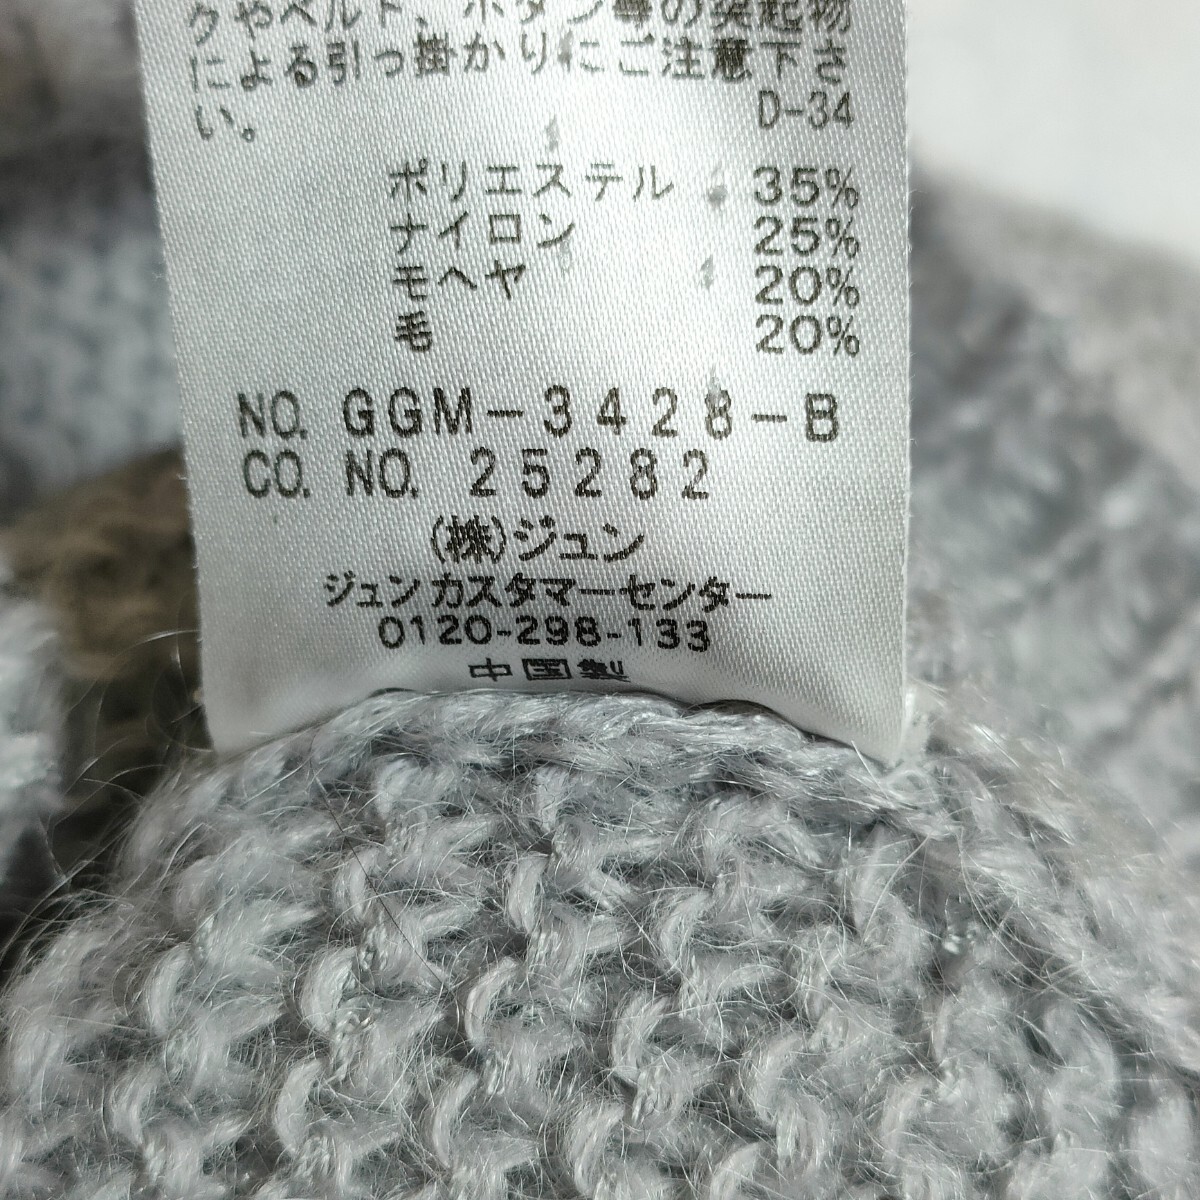 クやベルト、ボタン等の突起物
による引っ掛かりにご注意下さ
い。
D-34
ポリエステル 35%
ナイロン 25%
モヘヤ 20%
毛 20%
NO. GGM-3428-B
CO. NO. 25282
(株)ジュン
ジュンカスタマーセンター
0120-298-133
中国製